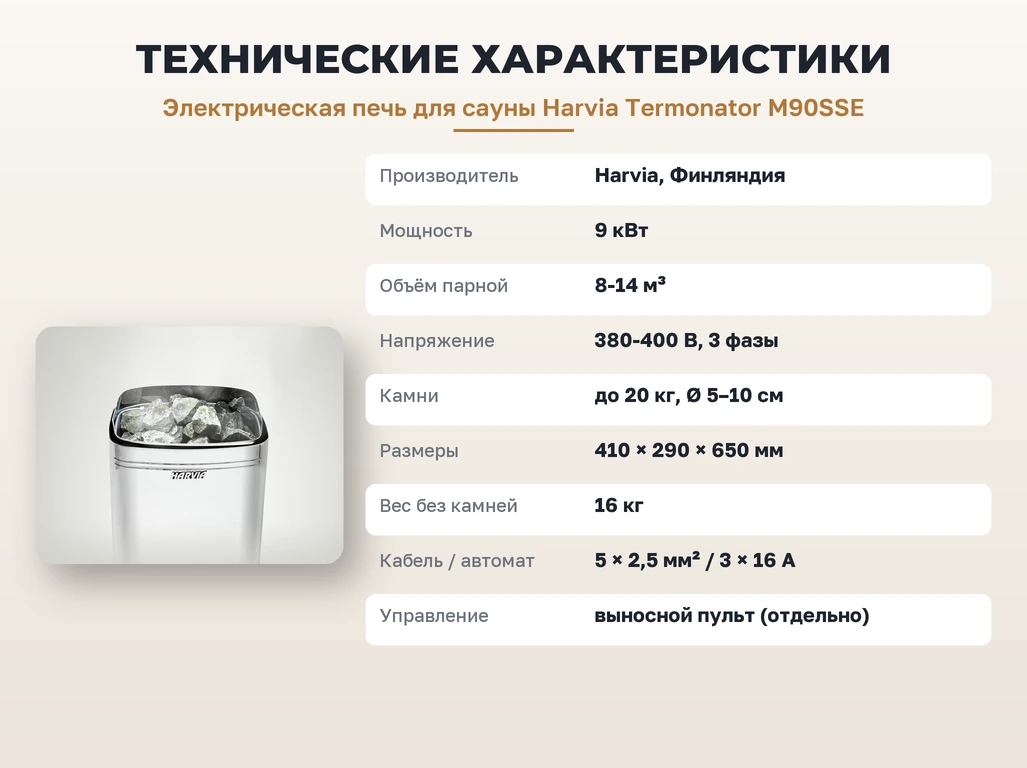 ТЕХНИЧЕСКИЕ ХАРАКТЕРИСТИКИ
Электрическая печь для сауны Harvia Termonator M90SSE
Производитель Harvia, Финляндия
Мощность 9 кВт
Объём парной 8-14 м³
Напряжение 380-400 В, 3 фазы
Камни до 20 кг, Ø 5–10 см
HARVIA
Размеры 410 × 290 × 650 мм
Вес без камней 16 кг
Кабель / автомат 5 × 2,5 мм² / 3 × 16 А
Управление выносной пульт (отдельно)